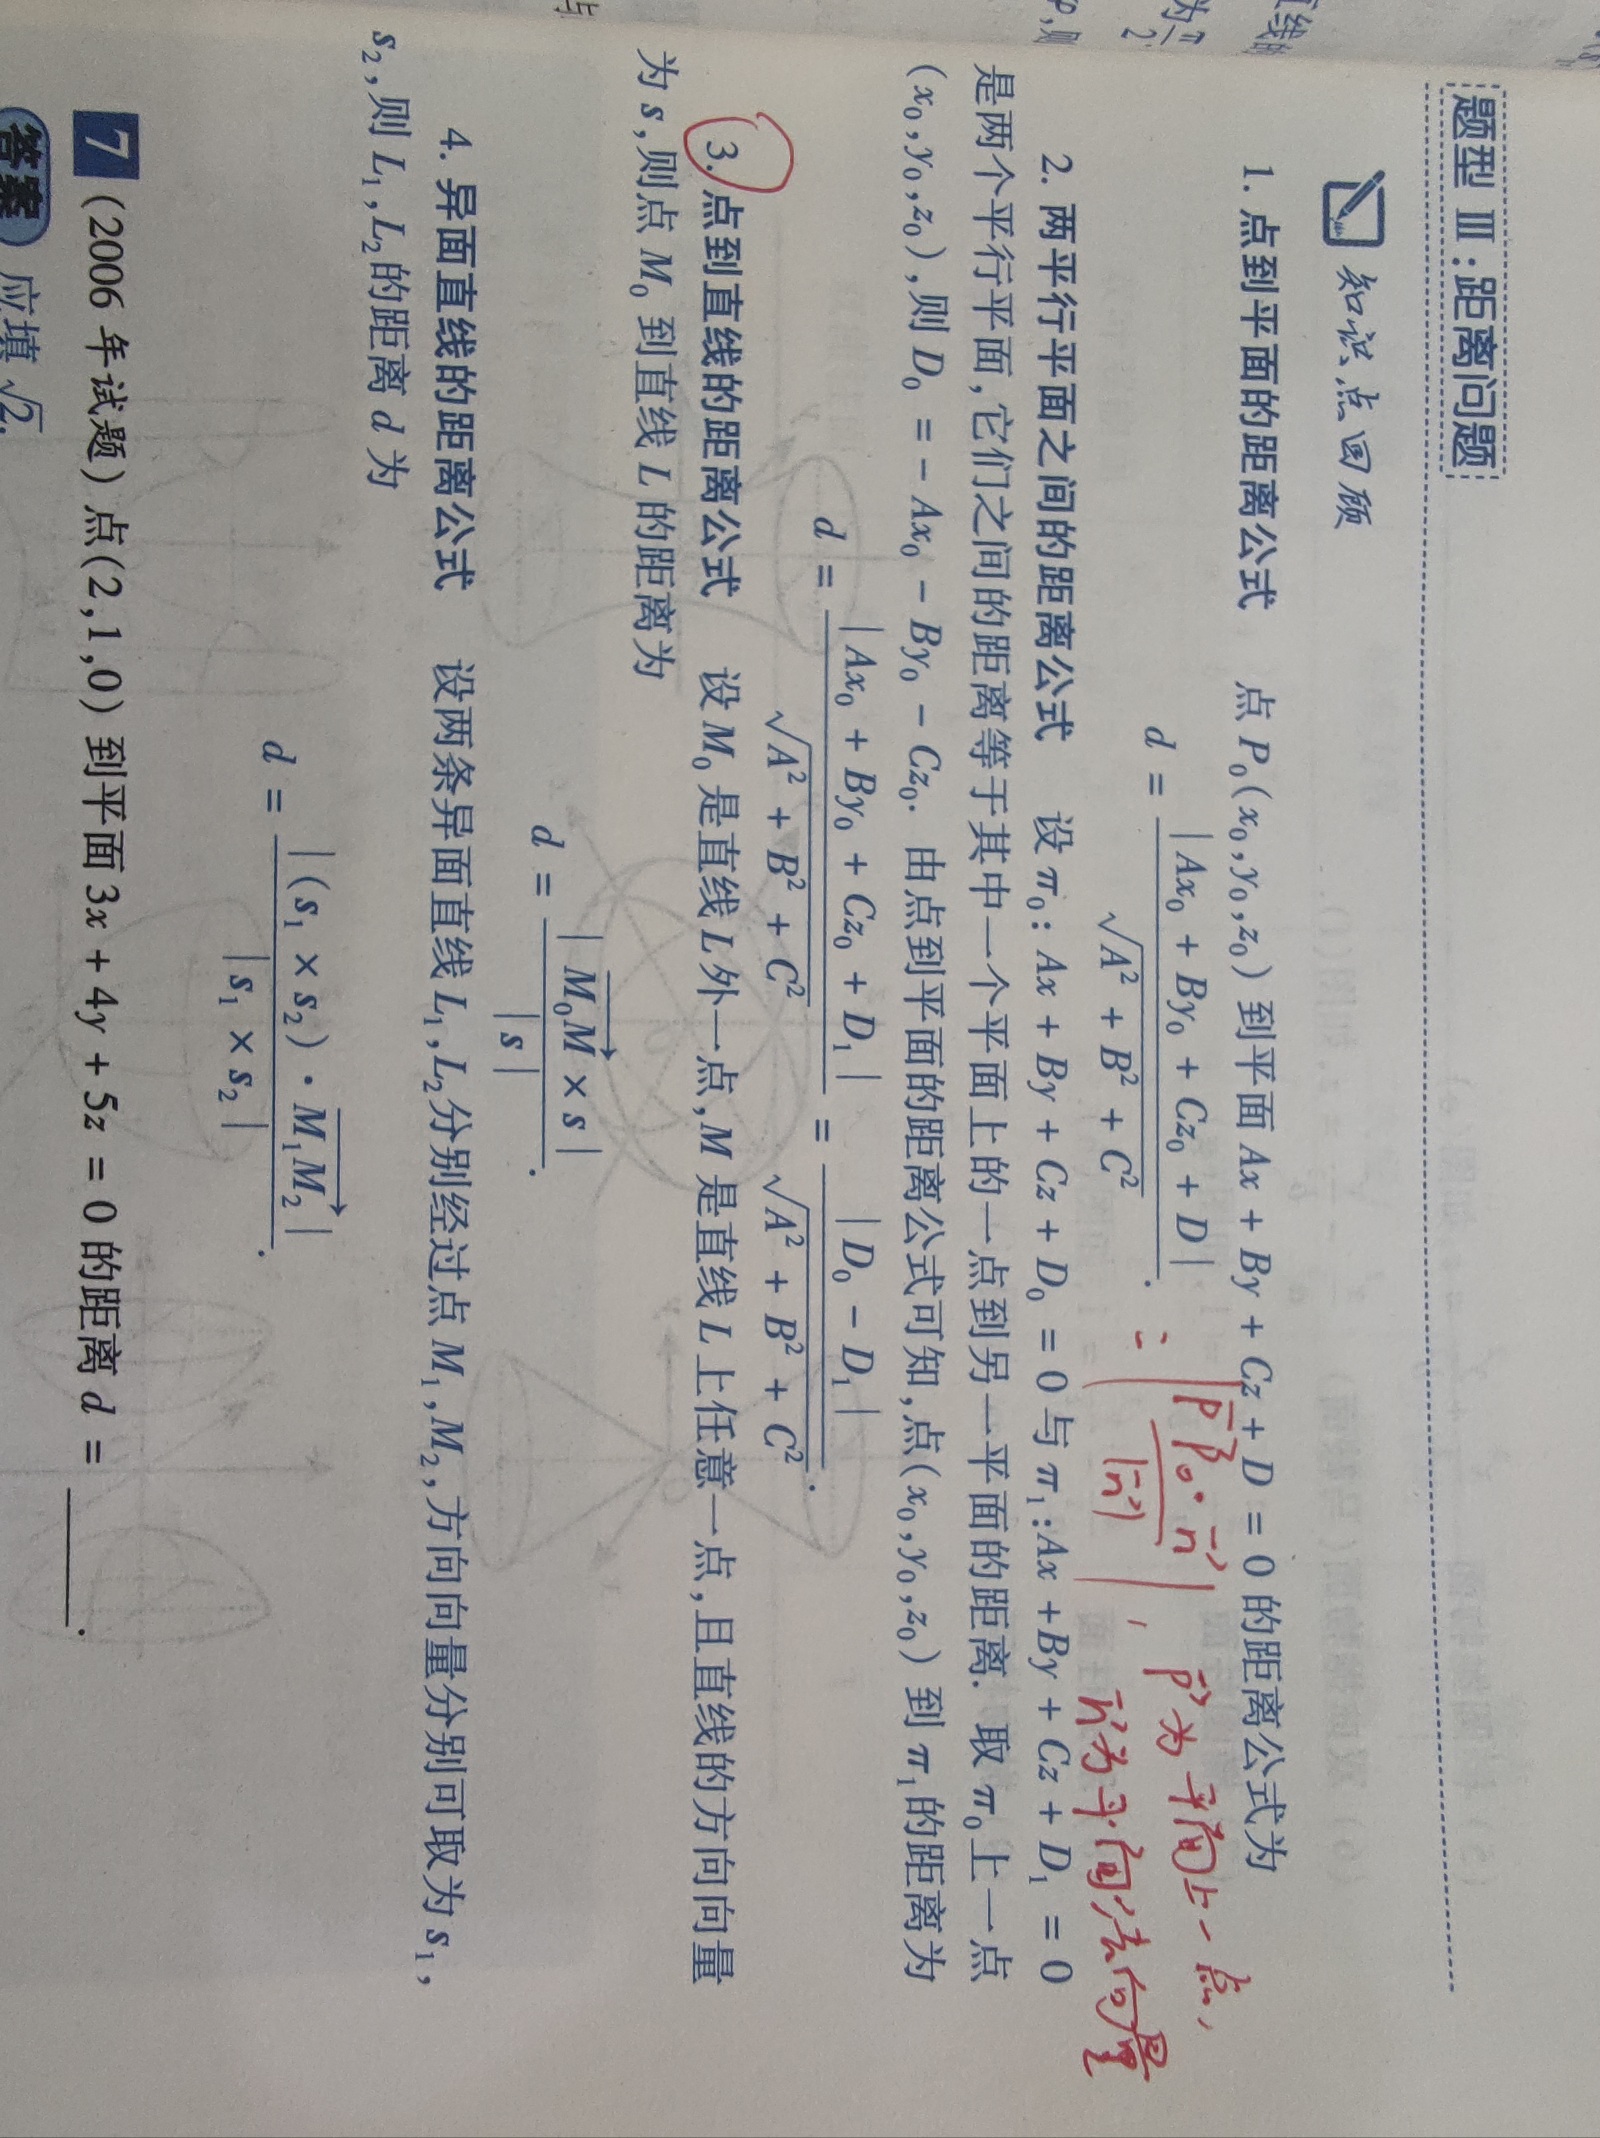 题型 Ⅲ：距离问题
知识点回顾
1. 点到平面的距离公式　点 P₀(x₀,y₀,z₀) 到平面 Ax + By + Cz + D = 0 的距离公式为
d = |Ax₀ + By₀ + Cz₀ + D| / √(A² + B² + C²).
= |PP₀·n / |n||, P为平面上一点,
n为平面法向量
2. 两平行平面之间的距离公式　设 π₀: Ax + By + Cz + D₀ = 0 与 π₁: Ax + By + Cz + D₁ = 0
是两个平行平面,它们之间的距离等于其中一个平面上的一点到另一平面的距离. 取 π₀ 上一点
(x₀,y₀,z₀),则 D₀ = - Ax₀ - By₀ - Cz₀. 由点到平面的距离公式可知,点(x₀,y₀,z₀) 到 π₁ 的距离为
d = |Ax₀ + By₀ + Cz₀ + D₁| / √(A² + B² + C²) = |D₀ - D₁| / √(A² + B² + C²).
3. 点到直线的距离公式　设 M₀ 是直线 L 外一点,M 是直线 L 上任意一点,且直线的方向向量
为 s,则点 M₀ 到直线 L 的距离为
d = |M₀M × s| / |s|.
4. 异面直线的距离公式　设两条异面直线 L₁,L₂分别经过点 M₁,M₂,方向向量分别可取为 s₁,
s₂,则 L₁,L₂的距离 d 为
d = |(s₁ × s₂)·M₁M₂| / |s₁ × s₂|.
7 (2006 年试题) 点(2,1,0) 到平面 3x + 4y + 5z = 0 的距离 d = ______.
答案 应填 √2.